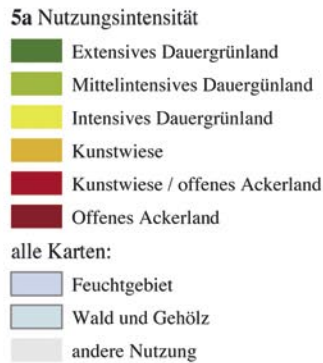 5a Nutzungsintensität
Extensives Dauergrünland
Mittelintensives Dauergünland
Intensives Dauergrünland
Kunstwiese
Kunstwiese / offenes Ackerland
Offenes Ackerland
alle Karten:
Feuchtgebiet
Wald und Gehölz
andere Nutzung